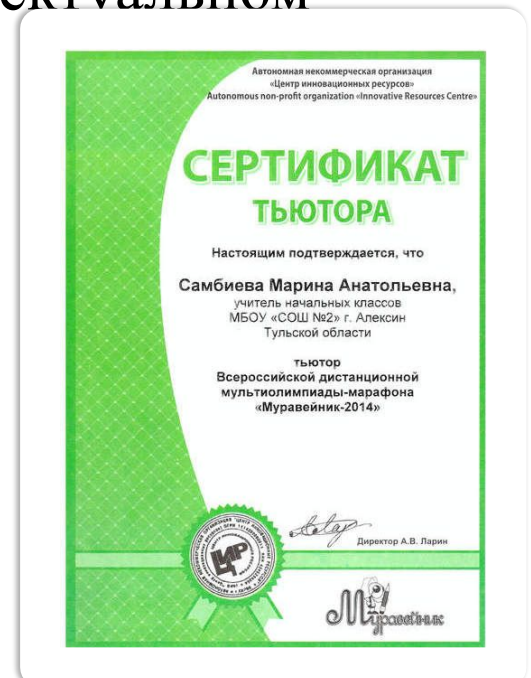 Автономная некоммерческая организация
«Центр инновационных ресурсов»
Autonomous non-profit organization «Innovative Resources Centre»
СЕРТИФИКАТ
ТЬЮТОРА
Настоящим подтверждается, что
Самбиева Марина Анатольевна,
учитель начальных классов
МБОУ «СОШ №2» г. Алексин
Тульской области
тьютор
Всероссийской дистанционной
мультиолимпиады-марафона
«Муравейник-2014»
Директор А.В. Ларин
ЦИР
Муравейник